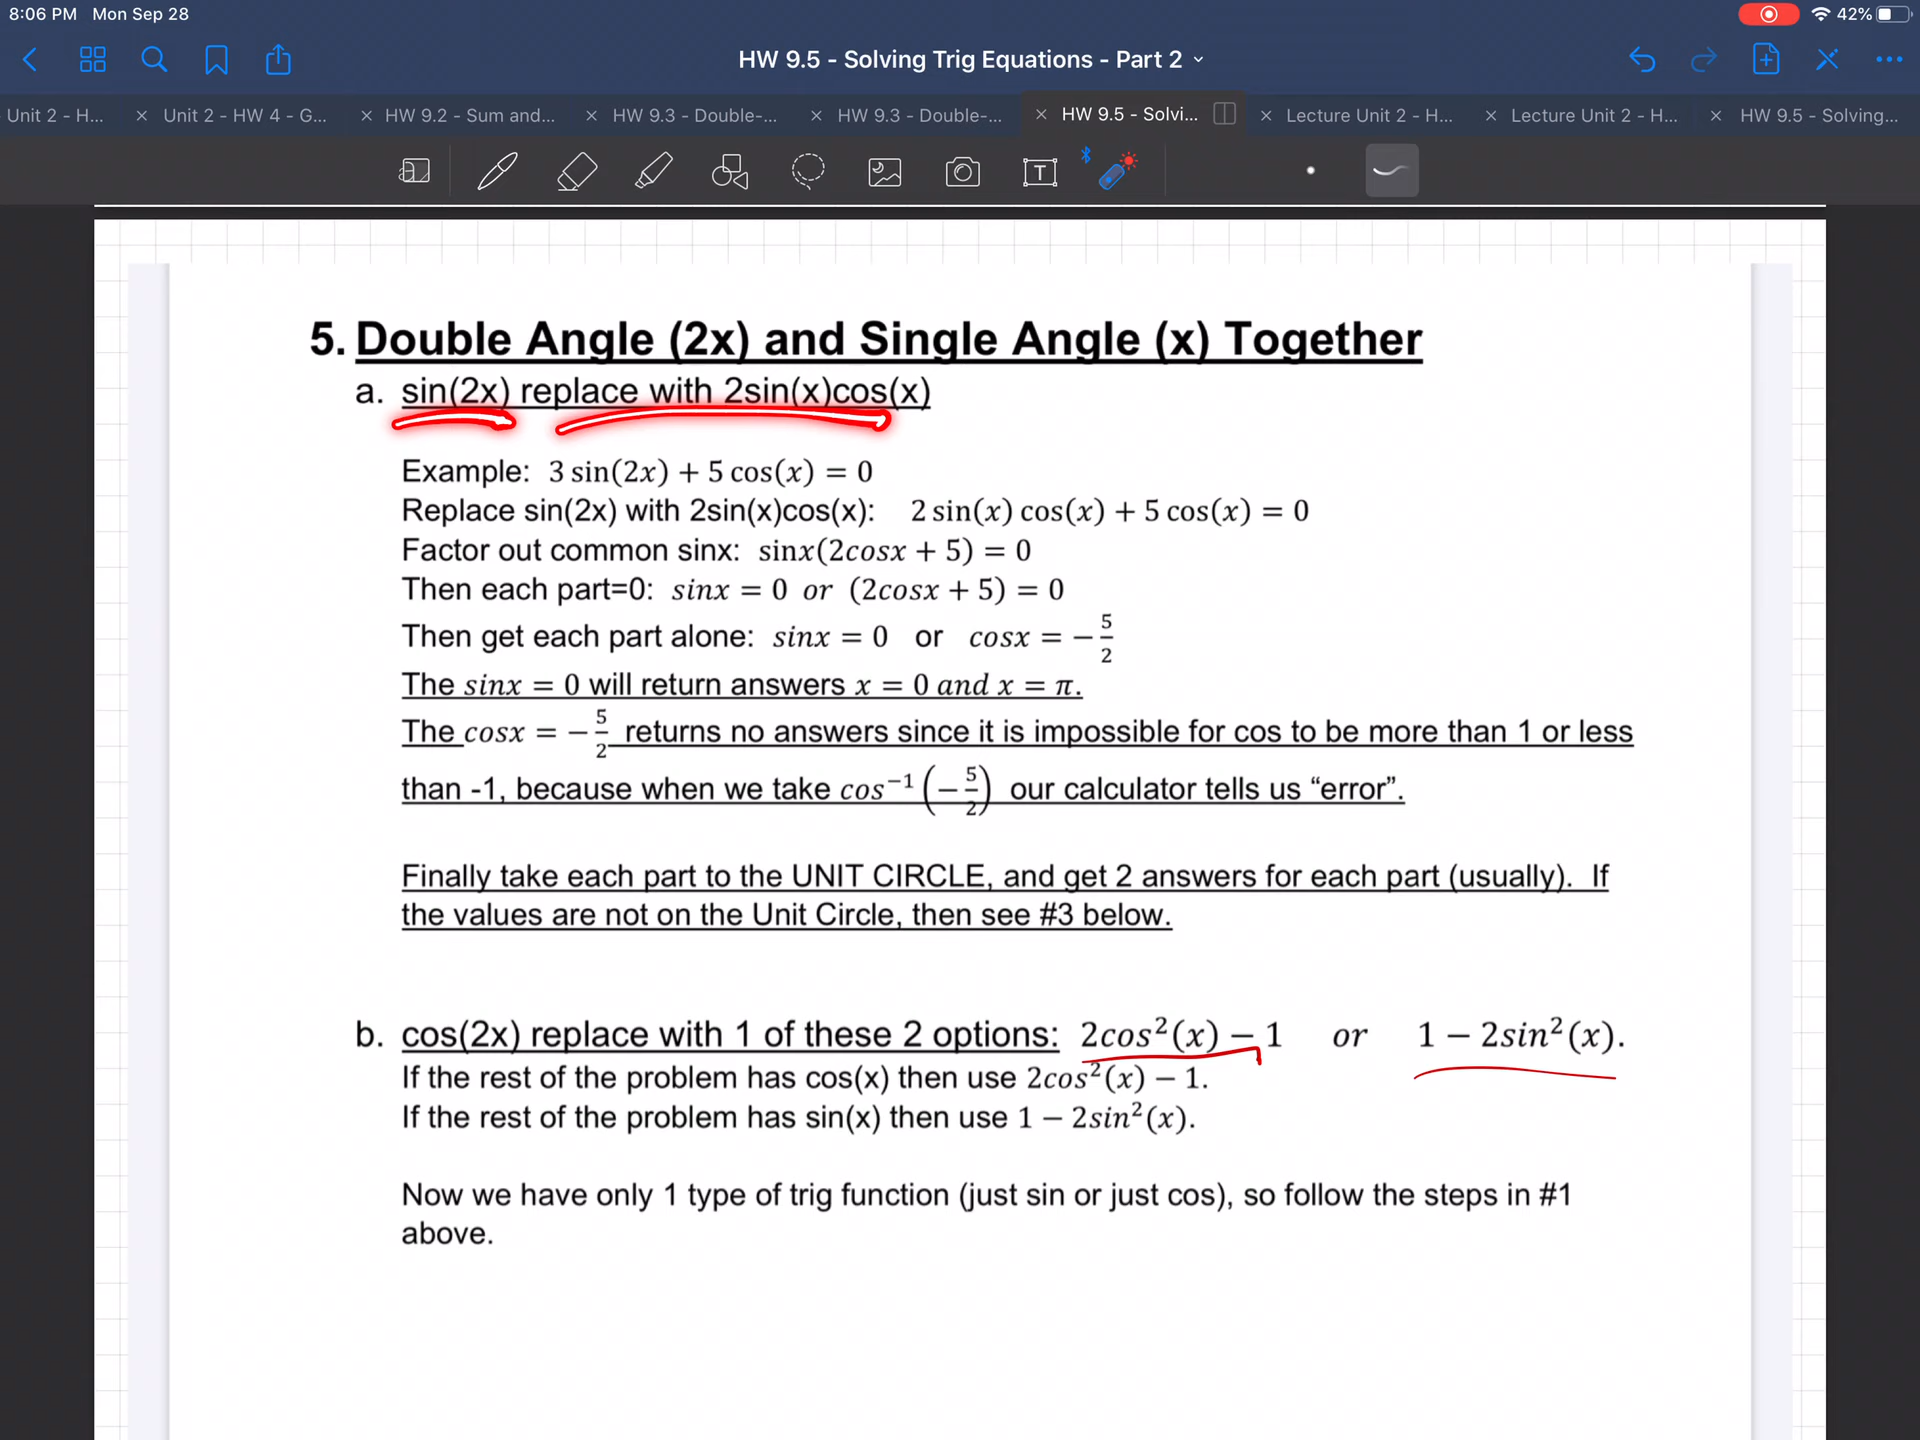 8:06 PM Mon Sep 28
42%
HW 9.5 - Solving Trig Equations - Part 2
Unit 2 - H...
Unit 2 - HW 4 - G...
HW 9.2 - Sum and...
HW 9.3 - Double-...
HW 9.3 - Double-...
HW 9.5 - Solvi...
Lecture Unit 2 - H...
Lecture Unit 2 - H...
HW 9.5 - Solving...
T
5. Double Angle (2x) and Single Angle (x) Together
a. sin(2x) replace with 2sin(x)cos(x)
Example: 3 sin(2x) + 5 cos(x) = 0
Replace sin(2x) with 2sin(x)cos(x): 2 sin(x) cos(x) + 5 cos(x) = 0
Factor out common sinx: sinx(2cosx + 5) = 0
Then each part=0: sinx = 0 or (2cosx + 5) = 0
Then get each part alone: sinx = 0 or cosx = −5/2
The sinx = 0 will return answers x = 0 and x = π.
The cosx = −5/2 returns no answers since it is impossible for cos to be more than 1 or less
than -1, because when we take cos⁻¹(−5/2) our calculator tells us “error”.
Finally take each part to the UNIT CIRCLE, and get 2 answers for each part (usually). If
the values are not on the Unit Circle, then see #3 below.
b. cos(2x) replace with 1 of these 2 options: 2cos²(x) − 1 or 1 − 2sin²(x).
If the rest of the problem has cos(x) then use 2cos²(x) − 1.
If the rest of the problem has sin(x) then use 1 − 2sin²(x).
Now we have only 1 type of trig function (just sin or just cos), so follow the steps in #1
above.